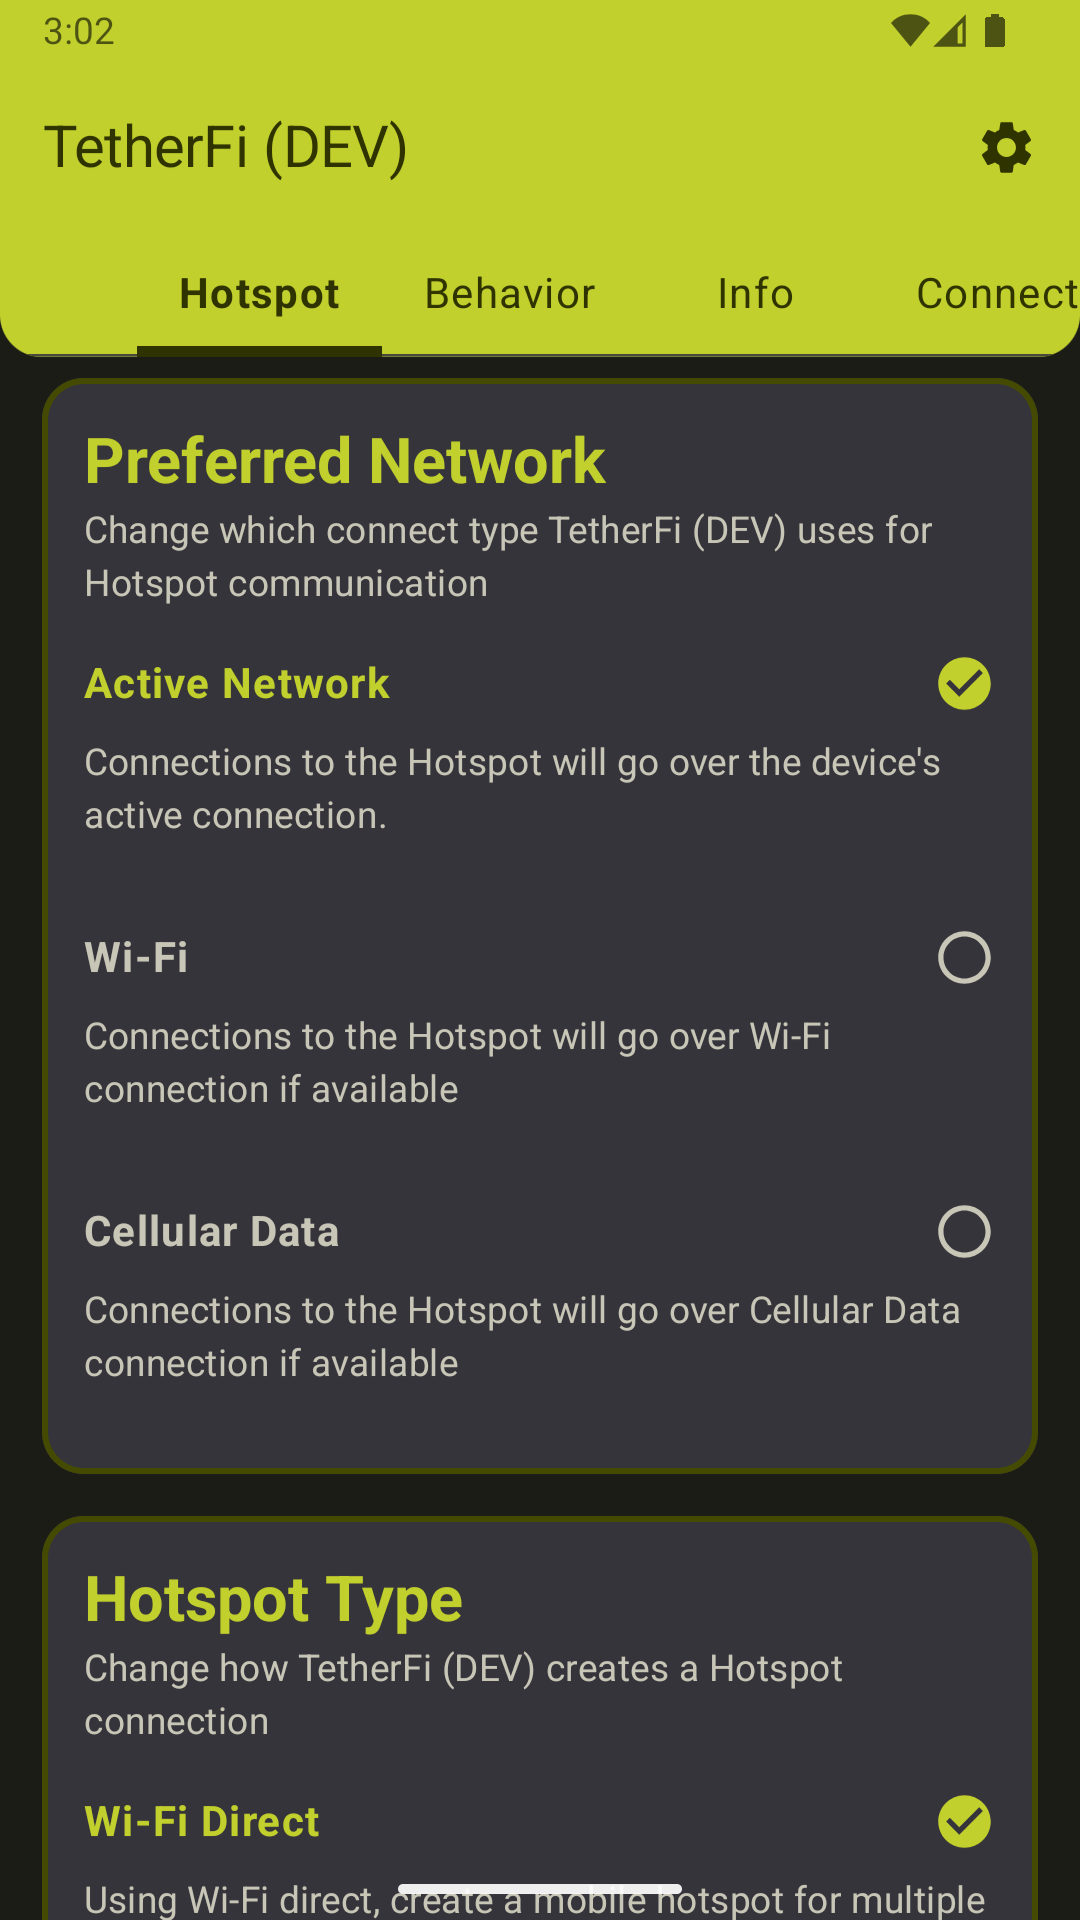 3:02
TetherFi (DEV)
Hotspot Behavior Info Connect
Preferred Network
Change which connect type TetherFi (DEV) uses for
Hotspot communication
Active Network
Connections to the Hotspot will go over the device's
active connection.
Wi-Fi
Connections to the Hotspot will go over Wi-Fi
connection if available
Cellular Data
Connections to the Hotspot will go over Cellular Data
connection if available
Hotspot Type
Change how TetherFi (DEV) creates a Hotspot
connection
Wi-Fi Direct
Using Wi-Fi direct, create a mobile hotspot for multiple